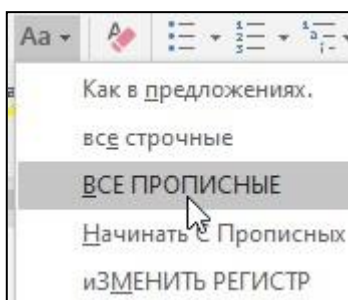 Aa
Как в предложениях.
все строчные
ВСЕ ПРОПИСНЫЕ
Начинать С Прописных
иЗМЕНИТЬ РЕГИСТР